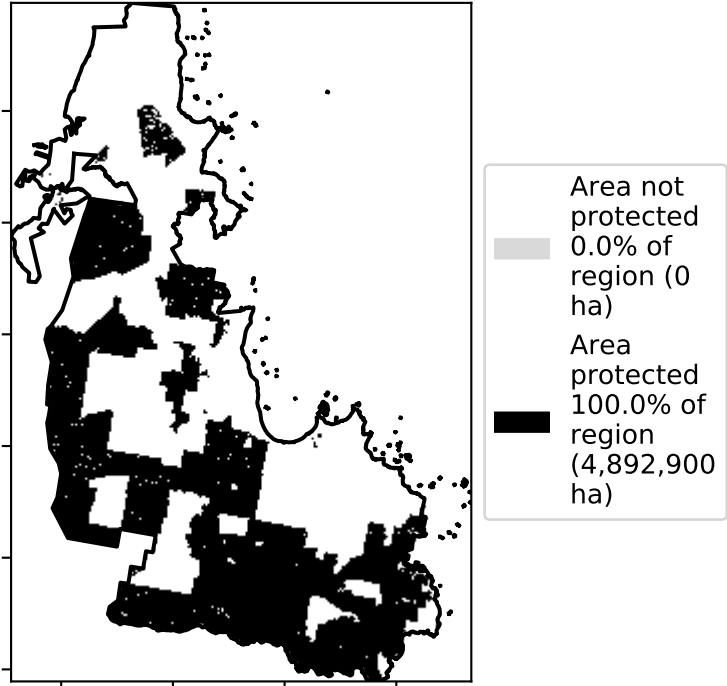 Area not
protected
0.0% of
region (0
ha)
Area
protected
100.0% of
region
(4,892,900
ha)